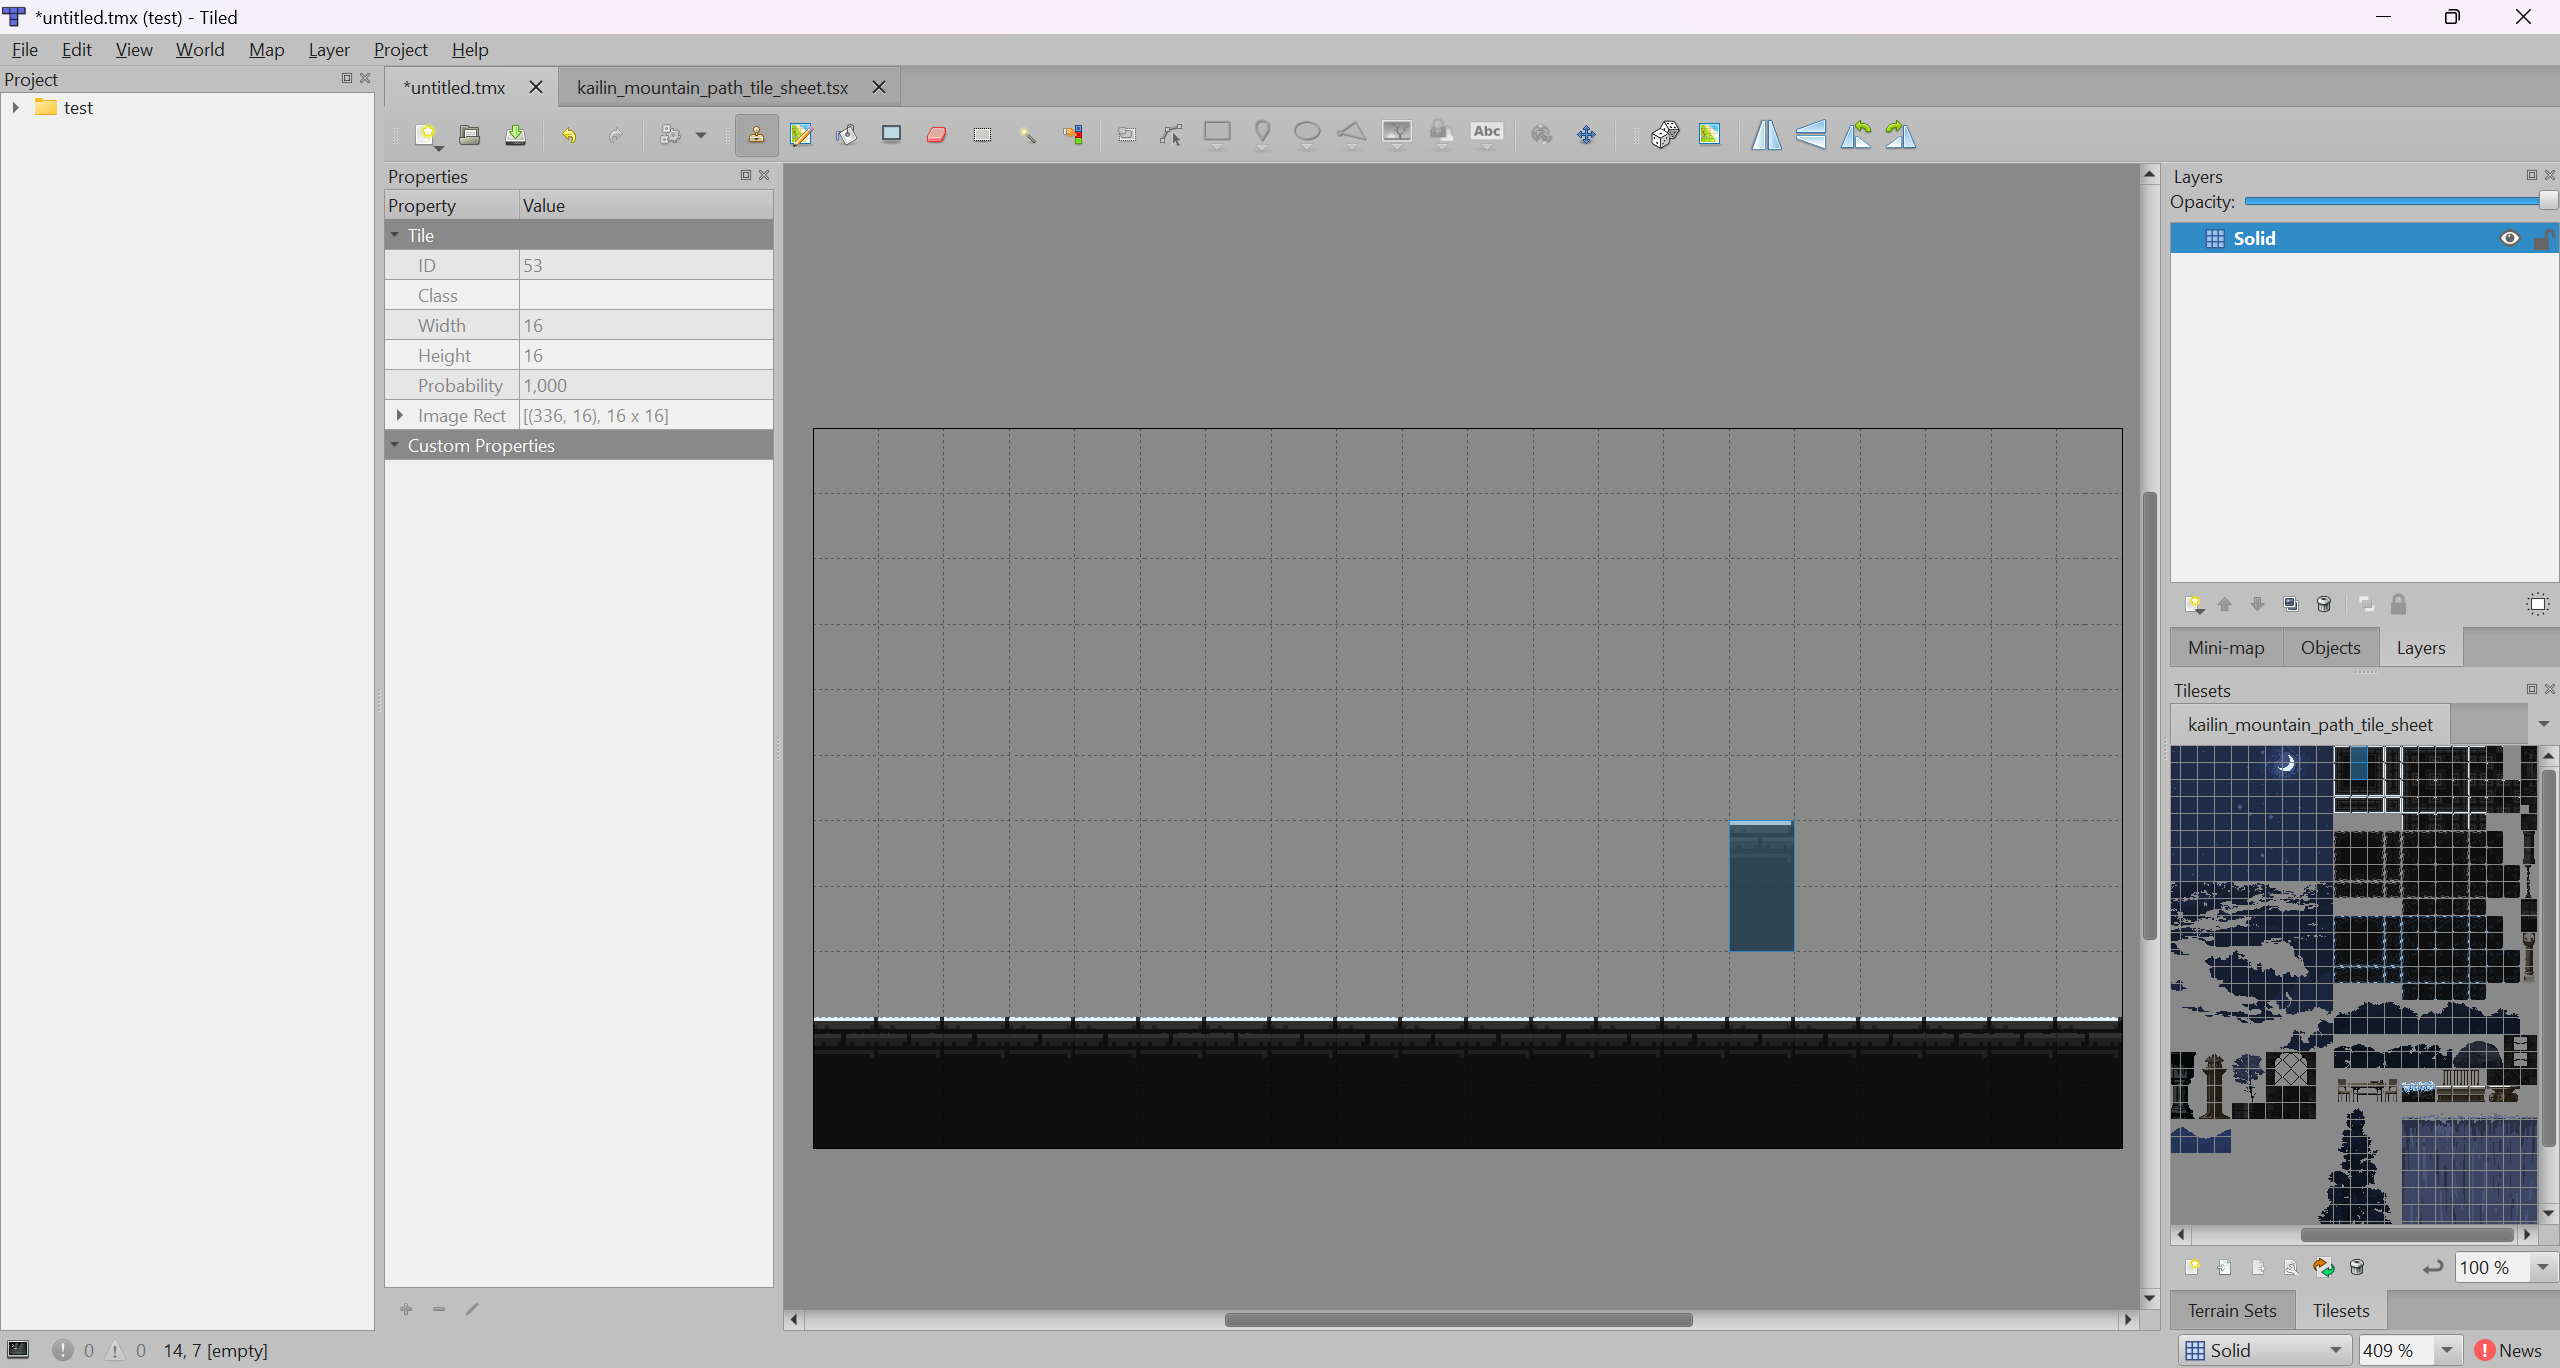 *untitled.tmx (test) - Tiled
File Edit View World Map Layer Project Help
Project
test
*untitled.tmx
kailin_mountain_path_tile_sheet.tsx
Abc
Properties
Property Value
Tile
ID 53
Class
Width 16
Height 16
Probability 1,000
Image Rect [(336, 16), 16 x 16]
Custom Properties
Layers
Opacity:
Solid
Mini-map Objects Layers
Tilesets
kailin_mountain_path_tile_sheet
100 %
Terrain Sets Tilesets
0 0 14, 7 [empty]
Solid 409 % News